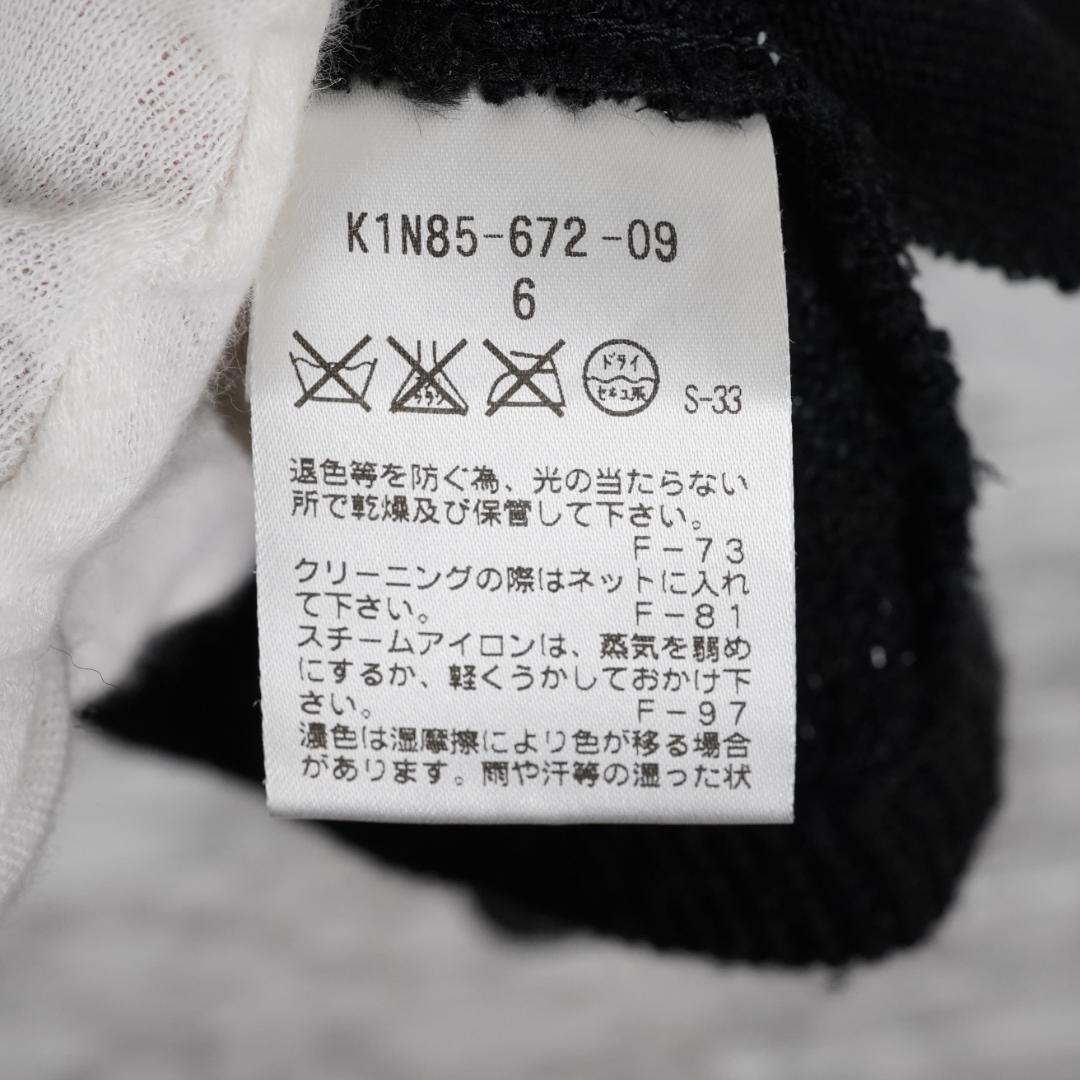 K1N85-672-09
6
ドライ
セキユ系
S-33
退色等を防ぐ為、光の当たらない
所で乾燥及び保管して下さい。
F-73
クリーニングの際はネットに入れ
て下さい。 F-81
スチームアイロンは、蒸気を弱め
にするか、軽くうかしておかけ下
さい。 F-97
濃色は湿摩擦により色が移る場合
があります。雨や汗等の湿った状